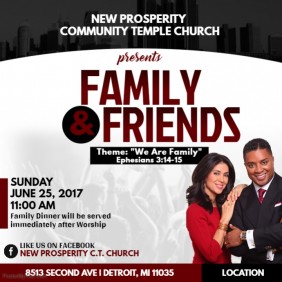 NEW PROSPERITY
COMMUNITY TEMPLE CHURCH
presents
FAMILY
& FRIENDS
Theme: "We Are Family"
Ephesians 3:14-15
SUNDAY
JUNE 25, 2017
11:00 AM
Family Dinner will be served
immediately after Worship
LIKE US ON FACEBOOK
NEW PROSPERITY C.T. CHURCH
8513 SECOND AVE I DETROIT, MI 11035
LOCATION